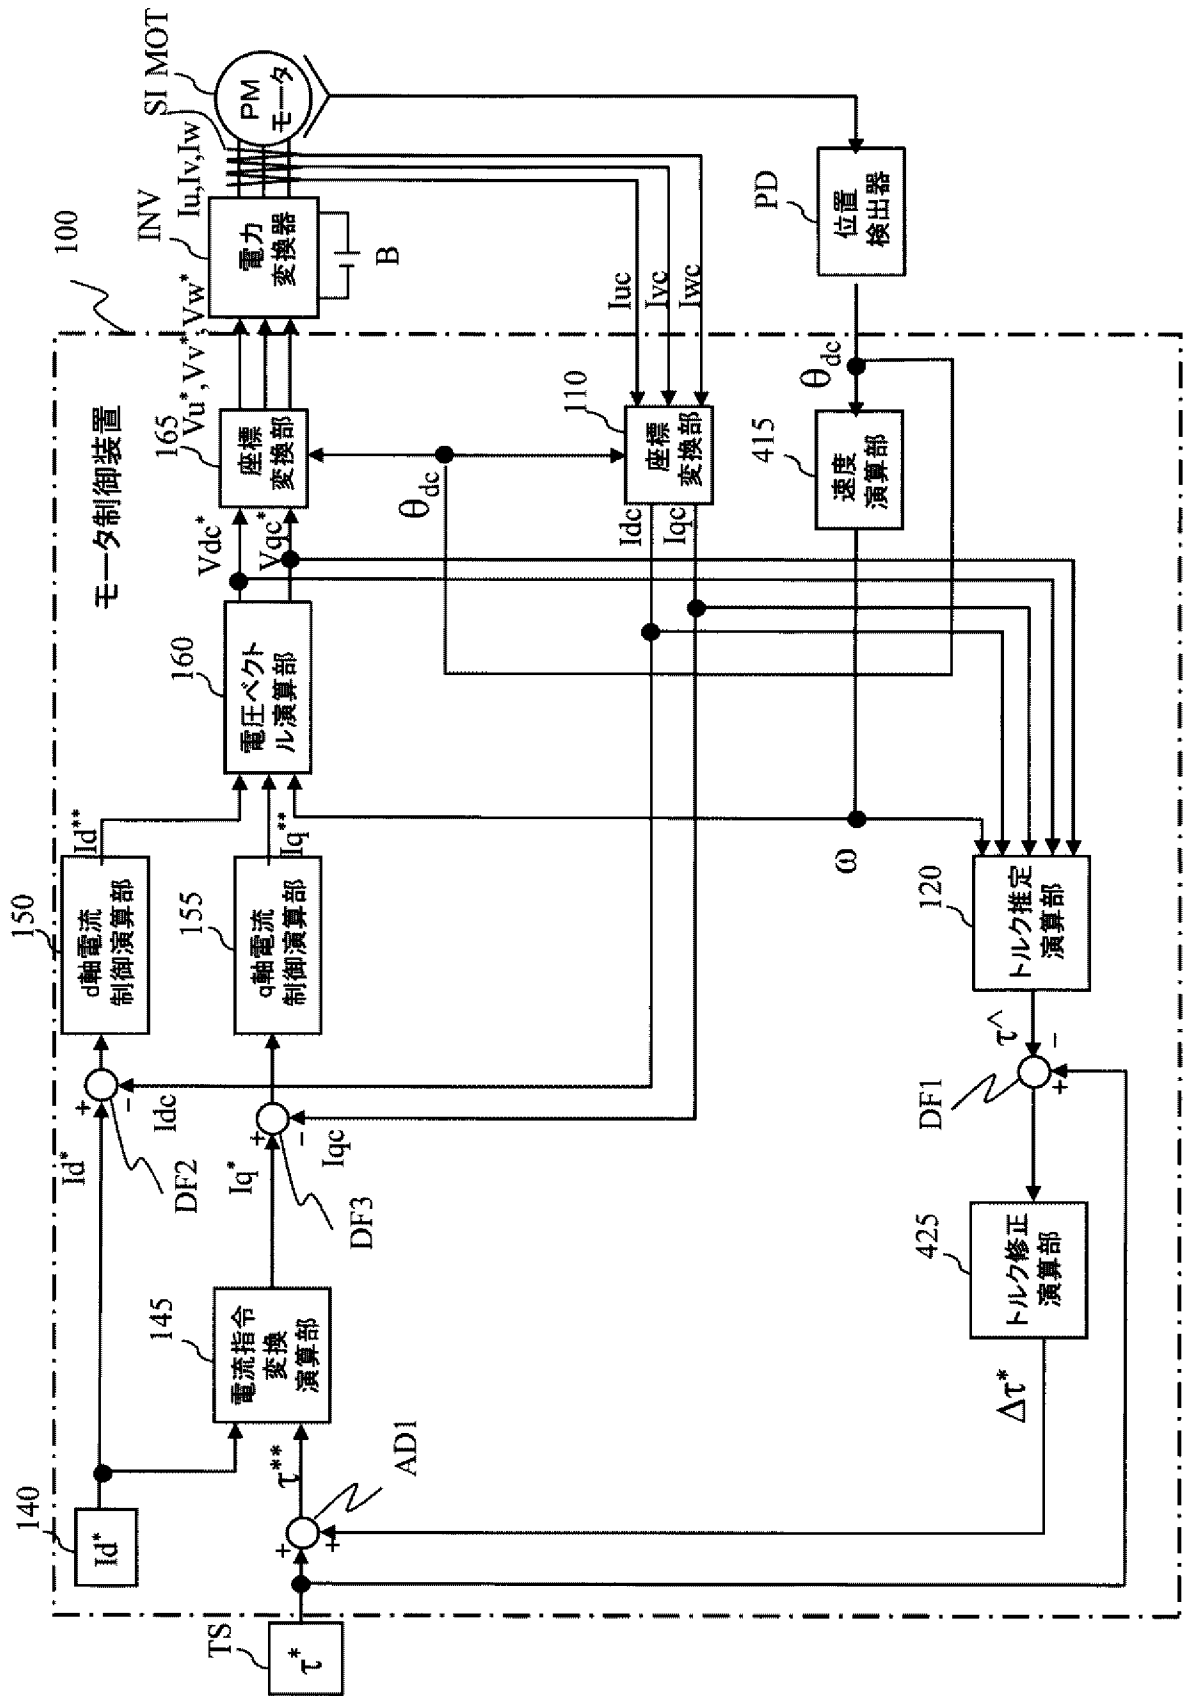 モータ制御装置
100
TS
τ*
140
Id*
Id*
+
−
Idc
DF2
150
d軸電流
制御演算部
Id**
+
+
τ**
AD1
145
電流指令
変換
演算部
Iq*
+
−
Iqc
DF3
155
q軸電流
制御演算部
Iq**
160
電圧ベクト
ル演算部
Vdc*
Vqc*
165
座標
変換部
Vu*,Vv*,Vw*
INV
電力
変換器
B
Iu,Iv,Iw
SI
MOT
PM
モータ
θdc
110
座標
変換部
Idc
Iqc
Iuc
Ivc
Iwc
PD
位置
検出器
θdc
415
速度
演算部
ω
120
トルク推定
演算部
τ^
−
+
DF1
425
トルク修正
演算部
Δτ*